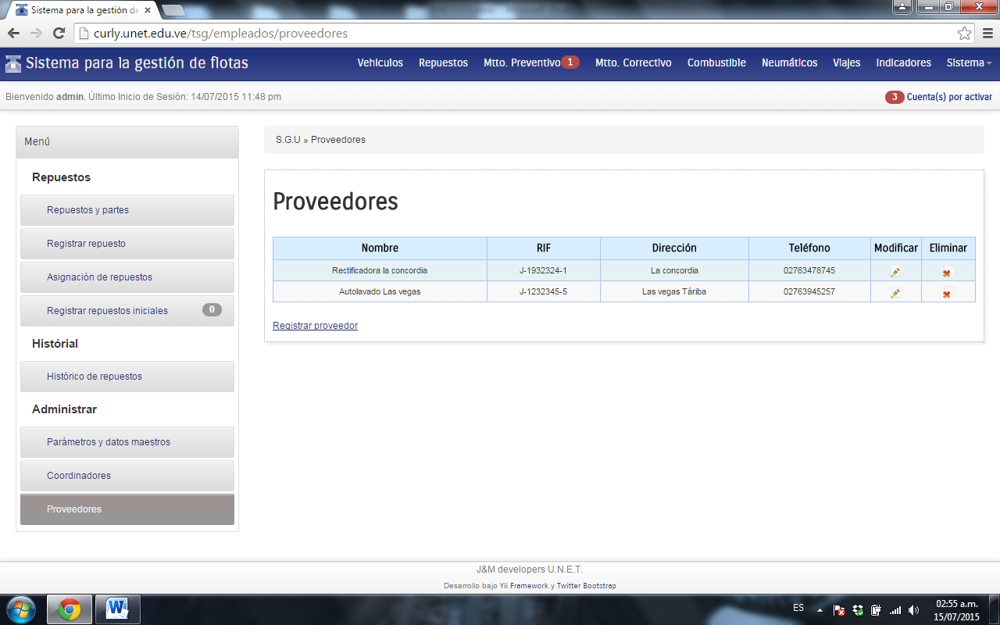 Sistema para la gestión de
curly.unet.edu.ve/tsg/empleados/proveedores
Sistema para la gestión de flotas
Vehiculos Repuestos Mtto. Preventivo 1 Mtto. Correctivo Combustible Neumáticos Viajes Indicadores Sistema
Bienvenido admin. Último Inicio de Sesión: 14/07/2015 11:48 pm
3 Cuenta(s) por activar
Menú
Repuestos
Repuestos y partes
Registrar repuesto
Asignación de repuestos
Registrar repuestos iniciales 0
Histórial
Histórico de repuestos
Administrar
Parámetros y datos maestros
Coordinadores
Proveedores
S.G.U » Proveedores
Proveedores
Nombre RIF Dirección Teléfono Modificar Eliminar
Rectificadora la concordia J-1932324-1 La concordia 02763478745
Autolavado Las vegas J-1232345-5 Las vegas Táriba 02763945257
Registrar proveedor
J&M developers U.N.E.T.
Desarrollo bajo Yii Framework y Twitter Bootstrap
ES
02:55 a.m.
15/07/2015